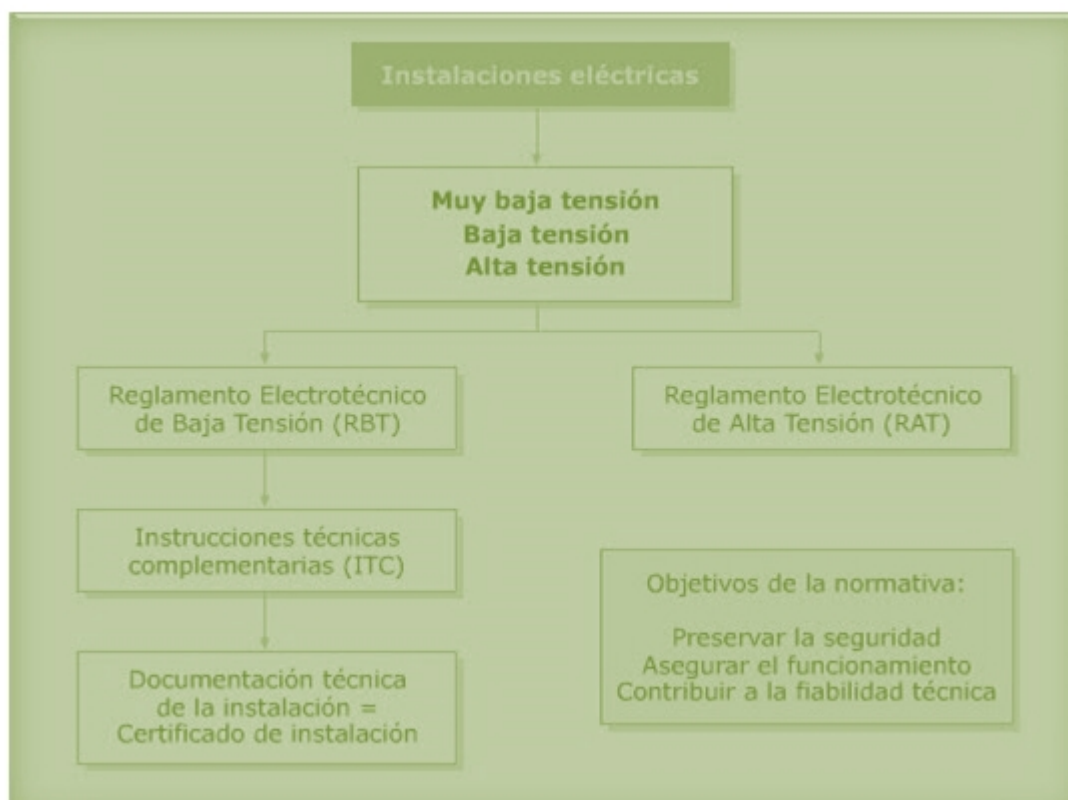 Instalaciones eléctricas
Muy baja tensión
Baja tensión
Alta tensión
Reglamento Electrotécnico
de Baja Tensión (RBT)
Reglamento Electrotécnico
de Alta Tensión (RAT)
Instrucciones técnicas
complementarias (ITC)
Objetivos de la normativa:
Preservar la seguridad
Asegurar el funcionamiento
Contribuir a la fiabilidad técnica
Documentación técnica
de la instalación =
Certificado de instalación